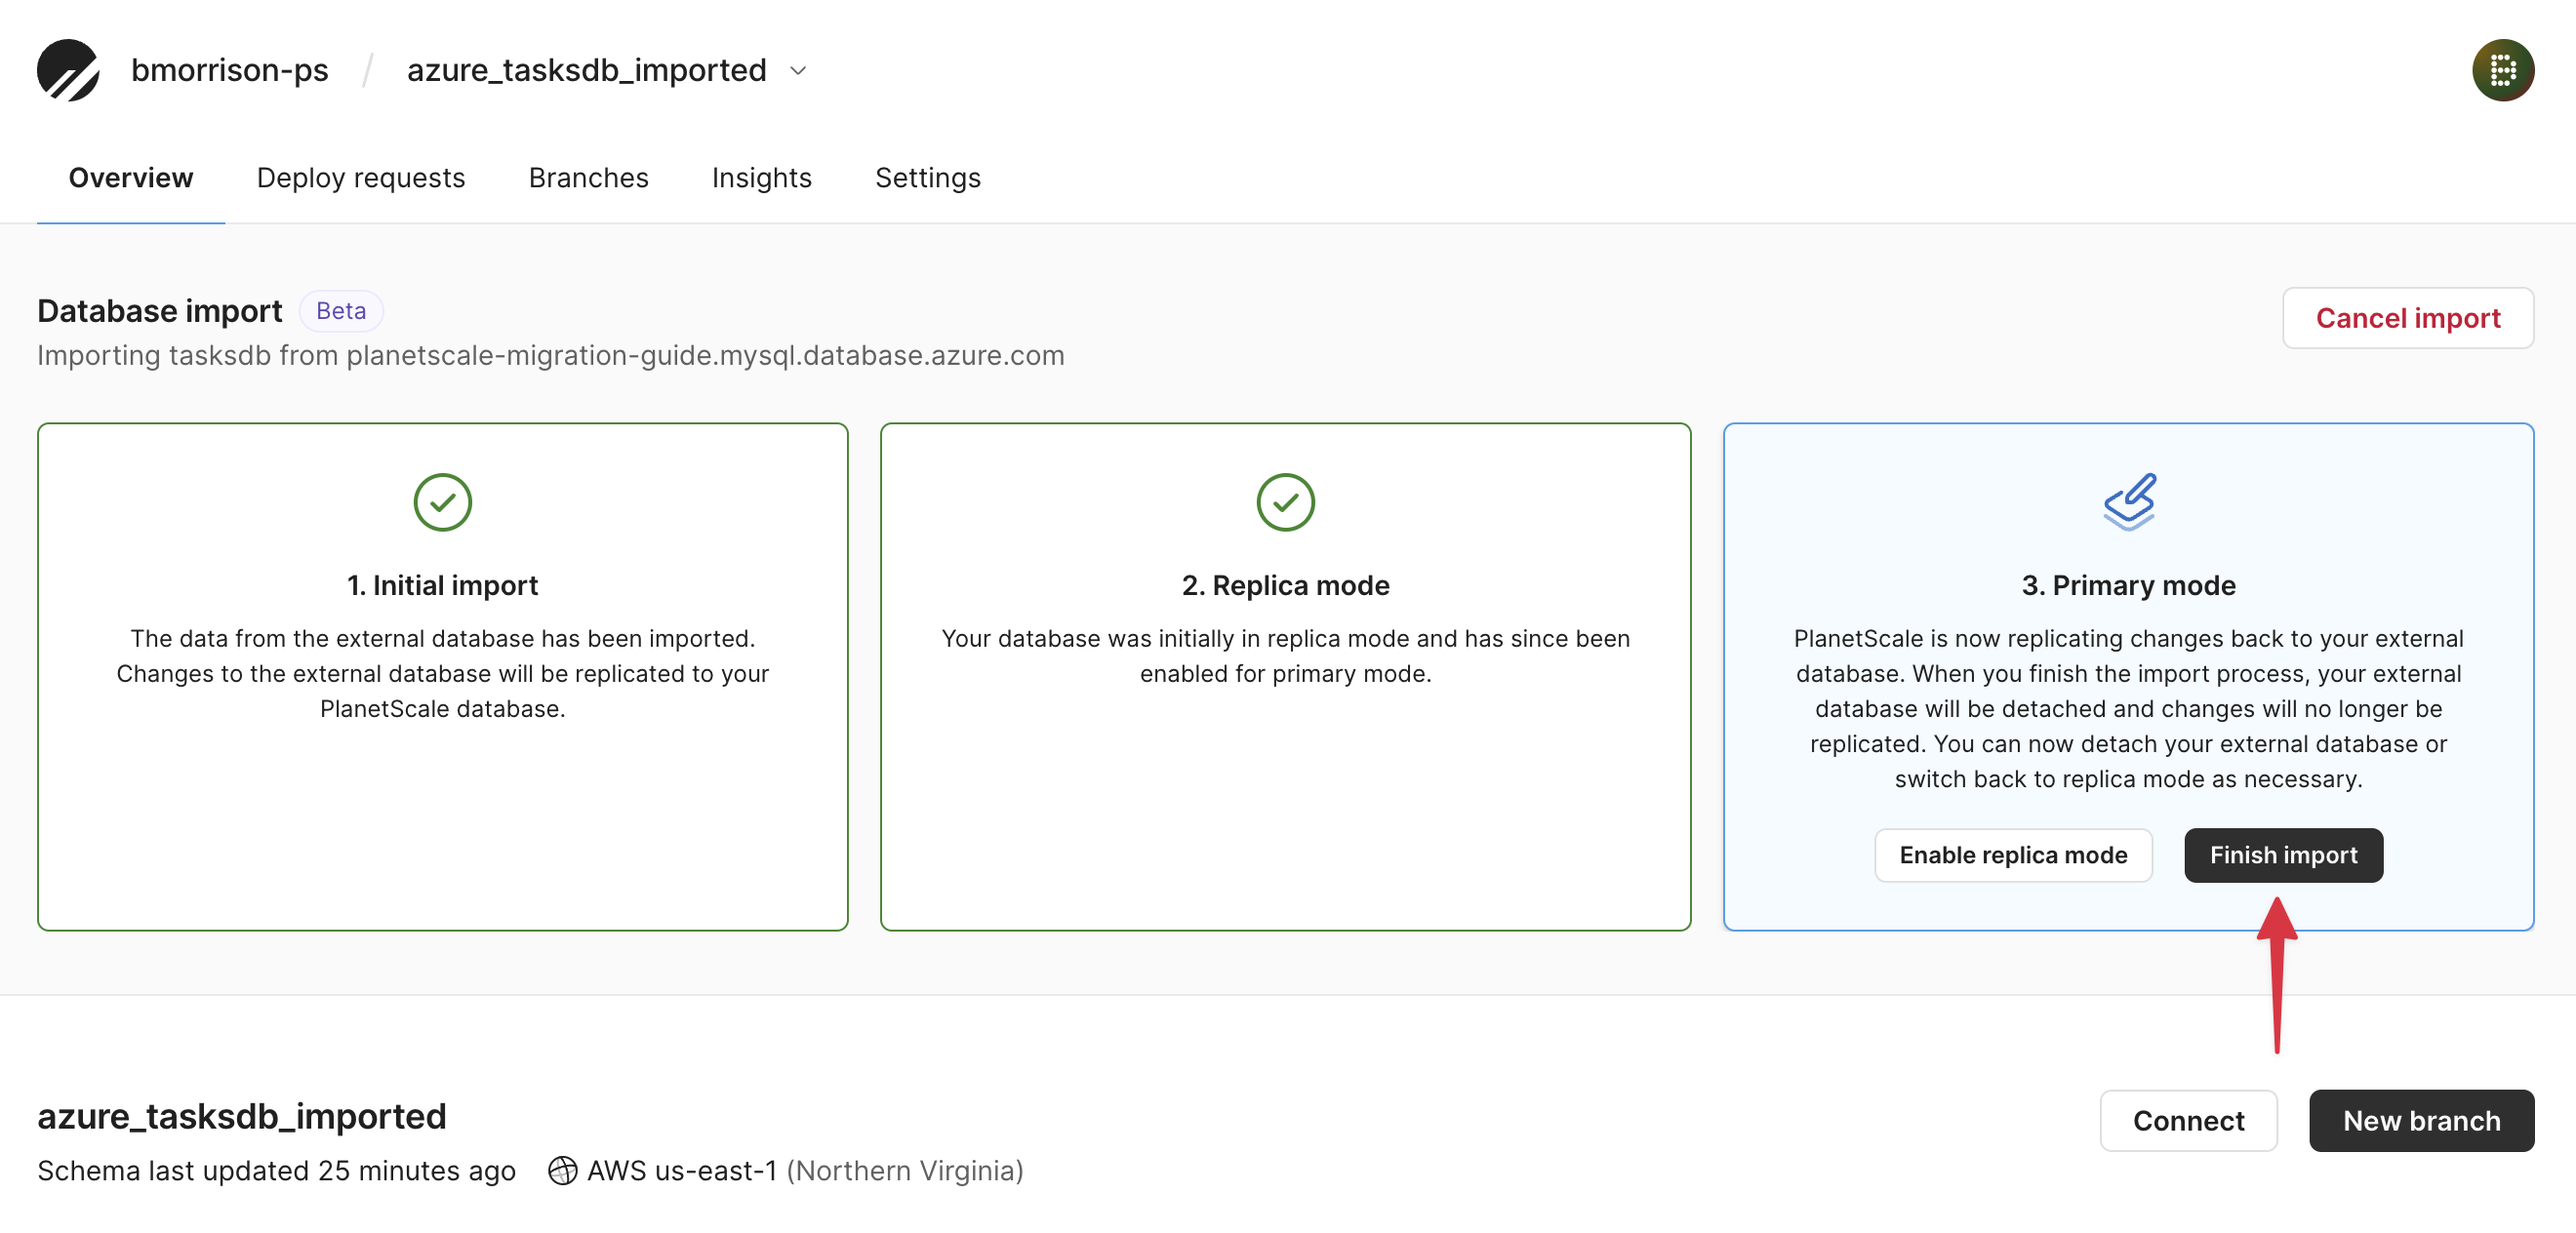 bmorrison-ps / azure_tasksdb_imported
B
Overview Deploy requests Branches Insights Settings
Database import Beta
Cancel import
Importing tasksdb from planetscale-migration-guide.mysql.database.azure.com
1. Initial import
The data from the external database has been imported.
Changes to the external database will be replicated to your
PlanetScale database.
2. Replica mode
Your database was initially in replica mode and has since been
enabled for primary mode.
3. Primary mode
PlanetScale is now replicating changes back to your external
database. When you finish the import process, your external
database will be detached and changes will no longer be
replicated. You can now detach your external database or
switch back to replica mode as necessary.
Enable replica mode Finish import
azure_tasksdb_imported
Connect New branch
Schema last updated 25 minutes ago AWS us-east-1 (Northern Virginia)